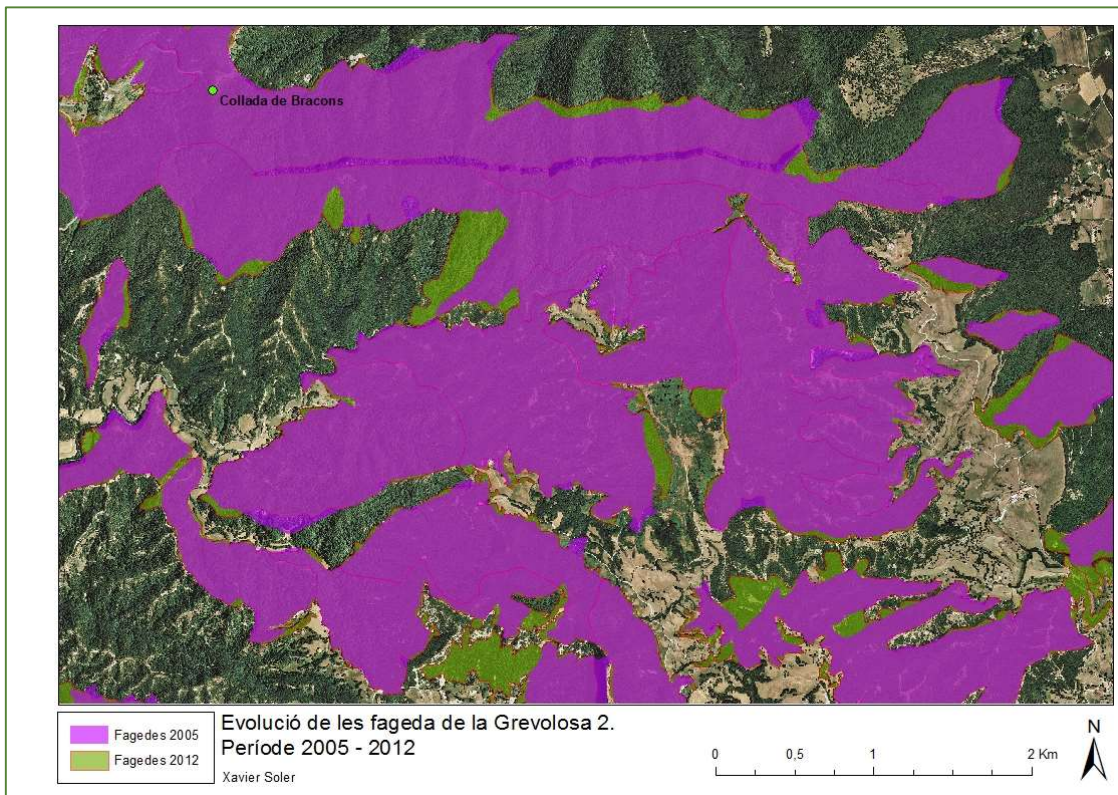 Collada de Bracons
Fagedes 2005
Fagedes 2012
Evolució de les fageda de la Grevolosa 2.
Període 2005 - 2012
Xavier Soler
0 0,5 1 2 Km
N